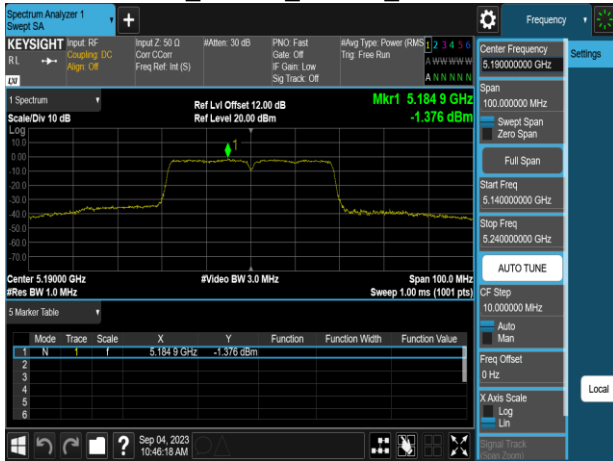 Spectrum Analyzer 1
Swept SA
+
Frequency
KEYSIGHT
RL
LXI
Input: RF
Coupling: DC
Align: Off
Input Z: 50 Ω
Corr CCorr
Freq Ref: Int (S)
#Atten: 30 dB
PNO: Fast
Gate: Off
IF Gain: Low
Sig Track: Off
#Avg Type: Power (RMS
Trig: Free Run
1 2 3 4 5 6
A W W W W W
A N N N N N
1 Spectrum
Scale/Div 10 dB
Log
Ref Lvl Offset 12.00 dB
Ref Level 20.00 dBm
Mkr1 5.184 9 GHz
-1.376 dBm
10.0
0.00
-10.0
-20.0
-30.0
-40.0
-50.0
-60.0
-70.0
1
Center 5.19000 GHz
#Res BW 1.0 MHz
#Video BW 3.0 MHz
Span 100.0 MHz
Sweep 1.00 ms (1001 pts)
5 Marker Table
Mode Trace Scale X Y Function Function Width Function Value
1 N 1 f 5.184 9 GHz -1.376 dBm
2
3
4
5
6
Sep 04, 2023
10:46:18 AM
Center Frequency
5.190000000 GHz
Span
100.000000 MHz
Swept Span
Zero Span
Full Span
Start Freq
5.140000000 GHz
Stop Freq
5.240000000 GHz
AUTO TUNE
CF Step
10.000000 MHz
Auto
Man
Freq Offset
0 Hz
X Axis Scale
Log
Lin
Signal Track
(Span Zoom)
Settings
Local